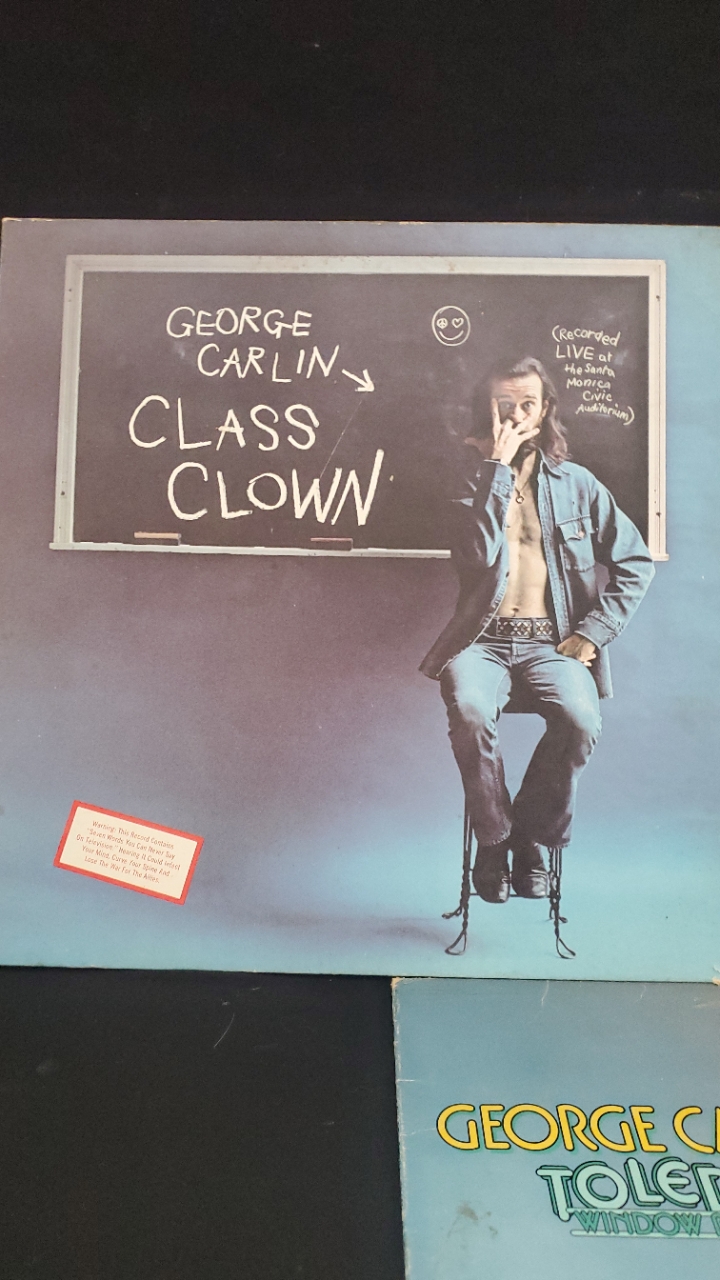 GEORGE
CARLIN
CLASS
CLOWN
(Recorded
LIVE at
the Santa
Monica
Civic
Auditorium)
Warning: This Record Contains
"Seven Words You Can Never Say
On Television." Hearing It Could Infect
Your Mind, Curve Your Spine And
Lose The War For The Allies.
GEORGE
TOLE
WINDOW